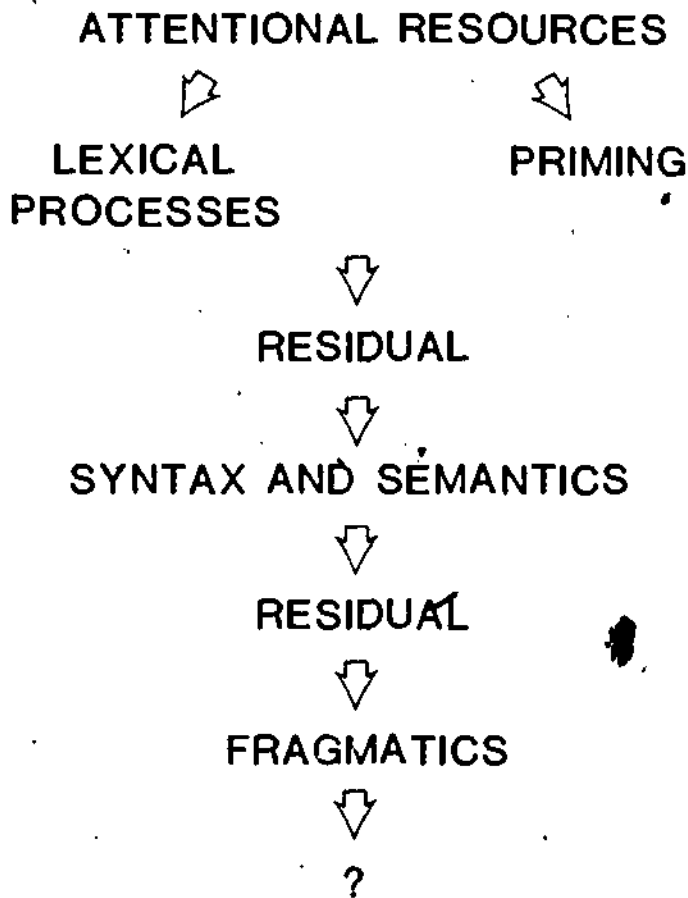 ATTENTIONAL RESOURCES
LEXICAL PROCESSES
PRIMING
RESIDUAL
SYNTAX AND SEMANTICS
RESIDUAL
FRAGMATICS
?